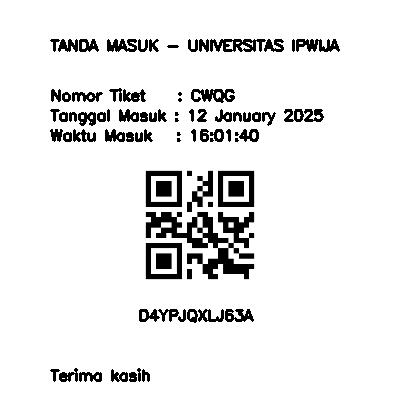 TANDA MASUK - UNIVERSITAS IPWIJA
Nomor Tiket : CWQG
Tanggal Masuk : 12 January 2025
Waktu Masuk : 16:01:40
D4YPJQXLJ63A
Terima kasih